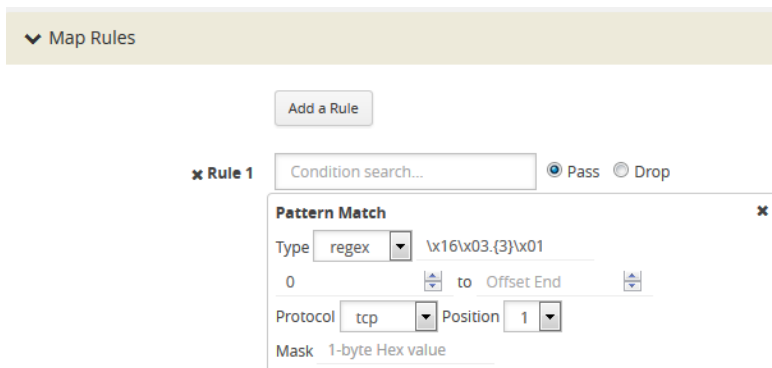 Map Rules
Add a Rule
Rule 1 Condition search... Pass Drop
Pattern Match
Type regex \x16\x03.{3}\x01
0 to Offset End
Protocol tcp Position 1
Mask 1-byte Hex value